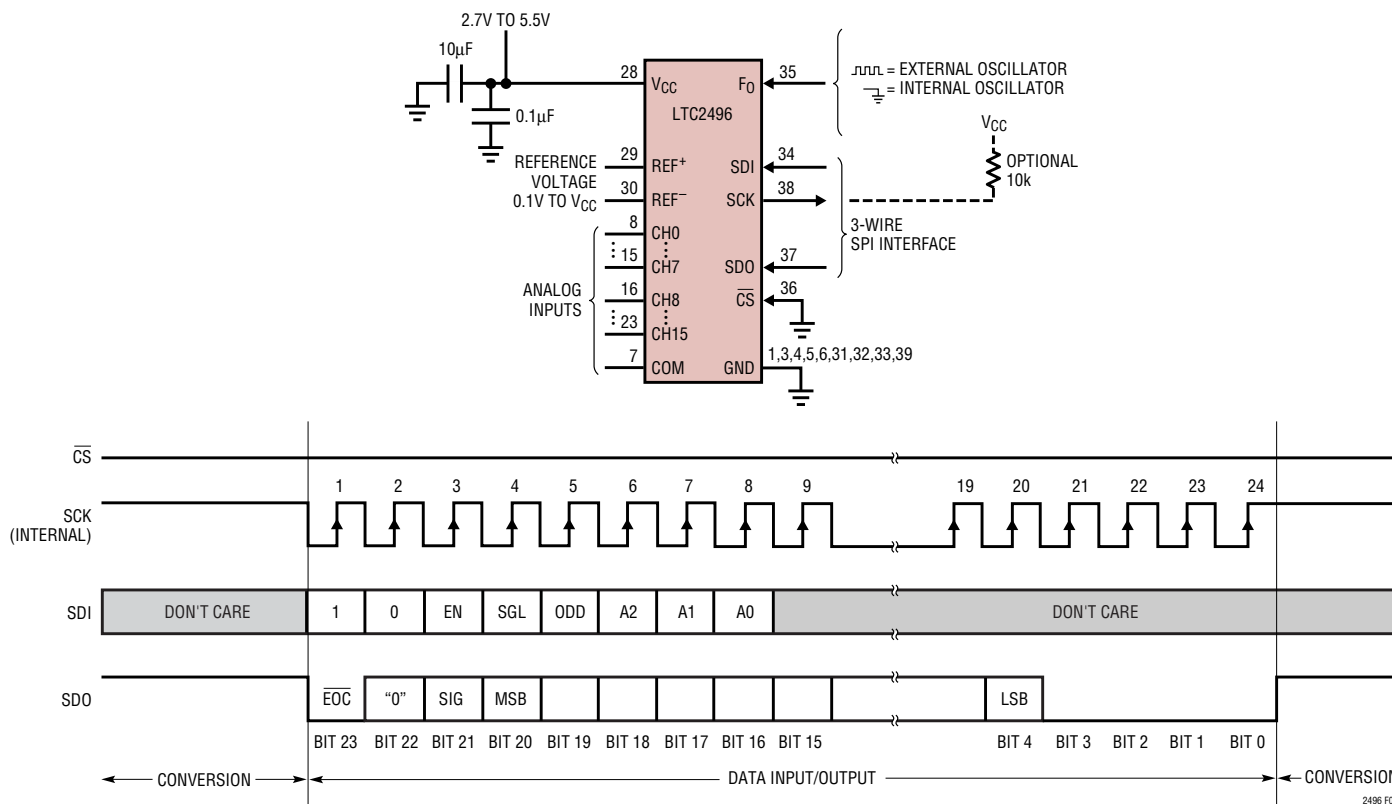 2.7V TO 5.5V
10µF
0.1µF
28
VCC
LTC2496
FO
35
= EXTERNAL OSCILLATOR
= INTERNAL OSCILLATOR
VCC
OPTIONAL
10k
REFERENCE
VOLTAGE
0.1V TO VCC
29
REF+
30
REF−
SDI
34
SCK
38
3-WIRE
SPI INTERFACE
SDO
37
CS
36
ANALOG
INPUTS
8
CH0
15
CH7
16
CH8
23
CH15
7
COM
GND
1,3,4,5,6,31,32,33,39
CS
SCK
(INTERNAL)
1 2 3 4 5 6 7 8 9 19 20 21 22 23 24
SDI
DON'T CARE 1 0 EN SGL ODD A2 A1 A0 DON'T CARE
SDO
EOC "0" SIG MSB LSB
BIT 23 BIT 22 BIT 21 BIT 20 BIT 19 BIT 18 BIT 17 BIT 16 BIT 15 BIT 4 BIT 3 BIT 2 BIT 1 BIT 0
CONVERSION DATA INPUT/OUTPUT CONVERSION
2496